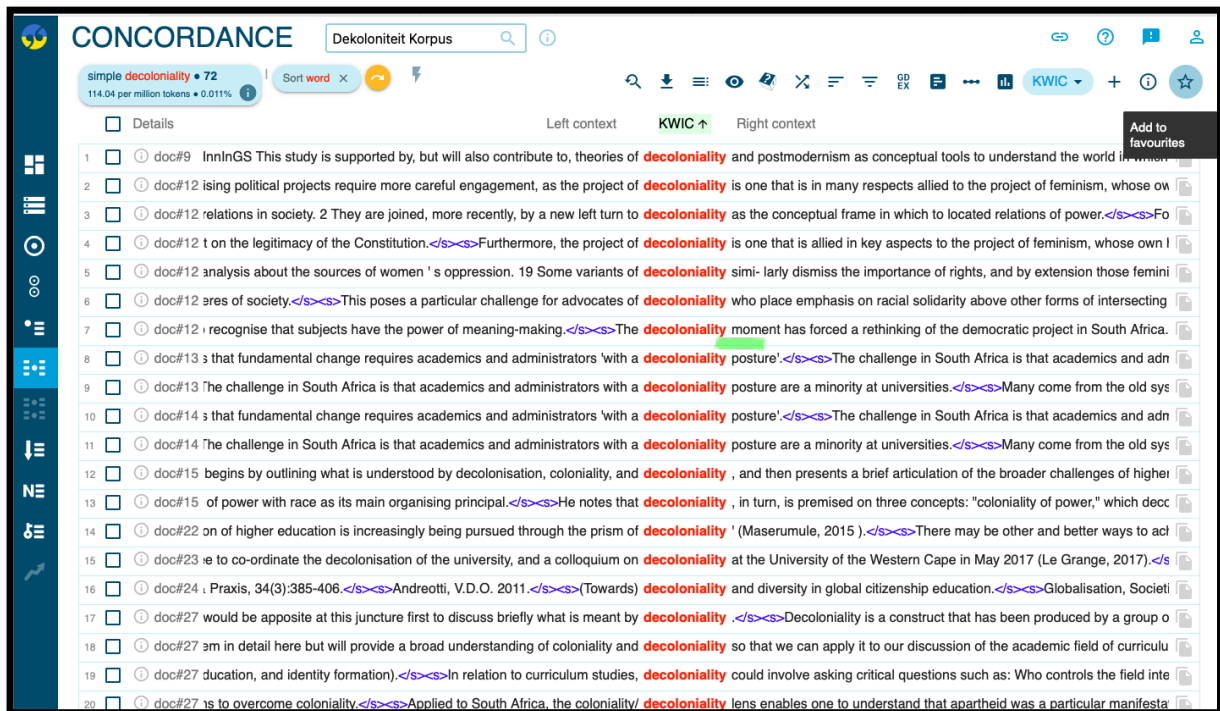 CONCORDANCE
Dekoloniteit Korpus
simple decoloniality • 72
114.04 per million tokens • 0.011%
Sort word ×
GD
EX
KWIC
Add to
favourites
Details Left context KWIC ↑ Right context
1 doc#9 InnInGS This study is supported by, but will also contribute to, theories of decoloniality and postmodernism as conceptual tools to understand the world in which
2 doc#12 ising political projects require more careful engagement, as the project of decoloniality is one that is in many respects allied to the project of feminism, whose ow
3 doc#12 relations in society. 2 They are joined, more recently, by a new left turn to decoloniality as the conceptual frame in which to located relations of power.</s><s>Fo
4 doc#12 t on the legitimacy of the Constitution.</s><s>Furthermore, the project of decoloniality is one that is allied in key aspects to the project of feminism, whose own
5 doc#12 analysis about the sources of women ' s oppression. 19 Some variants of decoloniality simi- larly dismiss the importance of rights, and by extension those femini
6 doc#12 eres of society.</s><s>This poses a particular challenge for advocates of decoloniality who place emphasis on racial solidarity above other forms of intersecting
7 doc#12 recognise that subjects have the power of meaning-making.</s><s>The decoloniality moment has forced a rethinking of the democratic project in South Africa.
8 doc#13 s that fundamental change requires academics and administrators 'with a decoloniality posture'.</s><s>The challenge in South Africa is that academics and adm
9 doc#13 The challenge in South Africa is that academics and administrators with a decoloniality posture are a minority at universities.</s><s>Many come from the old sys
10 doc#14 s that fundamental change requires academics and administrators 'with a decoloniality posture'.</s><s>The challenge in South Africa is that academics and adm
11 doc#14 The challenge in South Africa is that academics and administrators with a decoloniality posture are a minority at universities.</s><s>Many come from the old sys
12 doc#15 begins by outlining what is understood by decolonisation, coloniality, and decoloniality , and then presents a brief articulation of the broader challenges of higher
13 doc#15 of power with race as its main organising principal.</s><s>He notes that decoloniality , in turn, is premised on three concepts: "coloniality of power," which decc
14 doc#22 on of higher education is increasingly being pursued through the prism of decoloniality ' (Maserumule, 2015 ).</s><s>There may be other and better ways to ach
15 doc#23 e to co-ordinate the decolonisation of the university, and a colloquium on decoloniality at the University of the Western Cape in May 2017 (Le Grange, 2017).</s
16 doc#24 Praxis, 34(3):385-406.</s><s>Andreotti, V.D.O. 2011.</s><s>(Towards) decoloniality and diversity in global citizenship education.</s><s>Globalisation, Societi
17 doc#27 would be apposite at this juncture first to discuss briefly what is meant by decoloniality .</s><s>Decoloniality is a construct that has been produced by a group o
18 doc#27 em in detail here but will provide a broad understanding of coloniality and decoloniality so that we can apply it to our discussion of the academic field of curriculu
19 doc#27 ducation, and identity formation).</s><s>In relation to curriculum studies, decoloniality could involve asking critical questions such as: Who controls the field inte
20 doc#27 ns to overcome coloniality.</s><s>Applied to South Africa, the coloniality/ decoloniality lens enables one to understand that apartheid was a particular manifesta